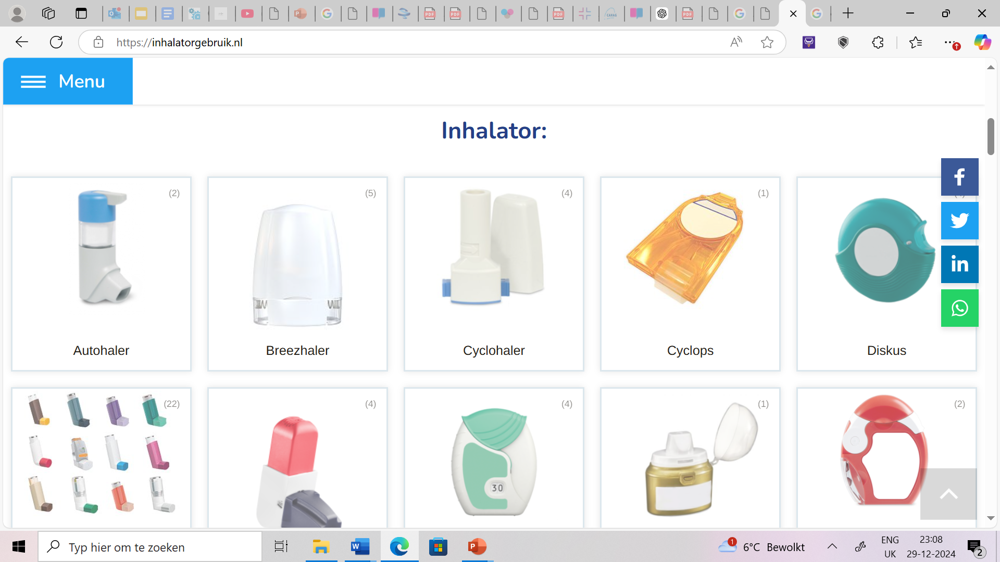 https://inhalatorgebruik.nl
Menu
Inhalator:
(2)
(5)
(4)
(1)
Autohaler
Breezhaler
Cyclohaler
Cyclops
Diskus
(22)
(4)
(4)
(1)
(2)
30
Typ hier om te zoeken
1
6°C Bewolkt
ENG
UK
23:08
29-12-2024
2